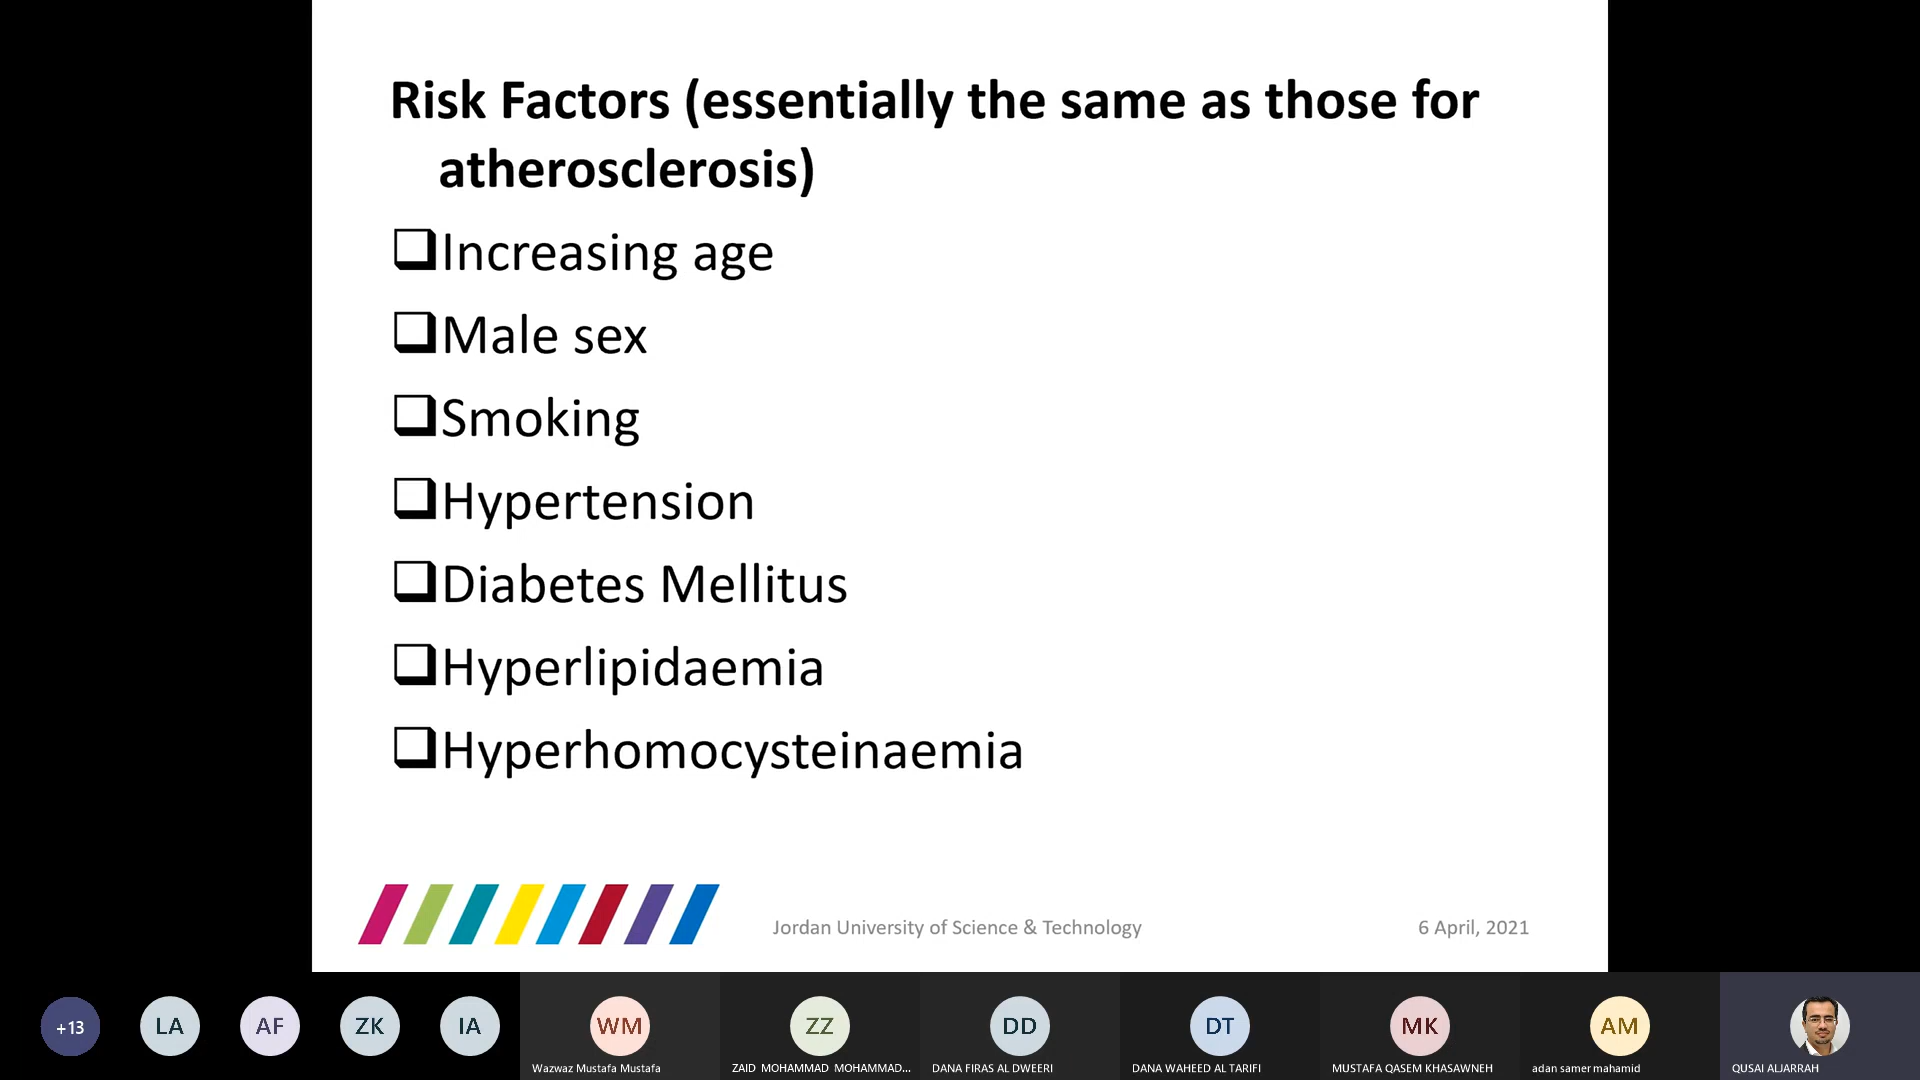 Risk Factors (essentially the same as those for
atherosclerosis)
Increasing age
Male sex
Smoking
Hypertension
Diabetes Mellitus
Hyperlipidaemia
Hyperhomocysteinaemia
Jordan University of Science & Technology
6 April, 2021
+13
LA
AF
ZK
IA
WM
ZZ
DD
DT
MK
AM
Wazwaz Mustafa Mustafa
ZAID MOHAMMAD MOHAMMAD...
DANA FIRAS AL DWEERI
DANA WAHEED AL TARIFI
MUSTAFA QASEM KHASAWNEH
adan samer mahamid
QUSAI ALJARRAH